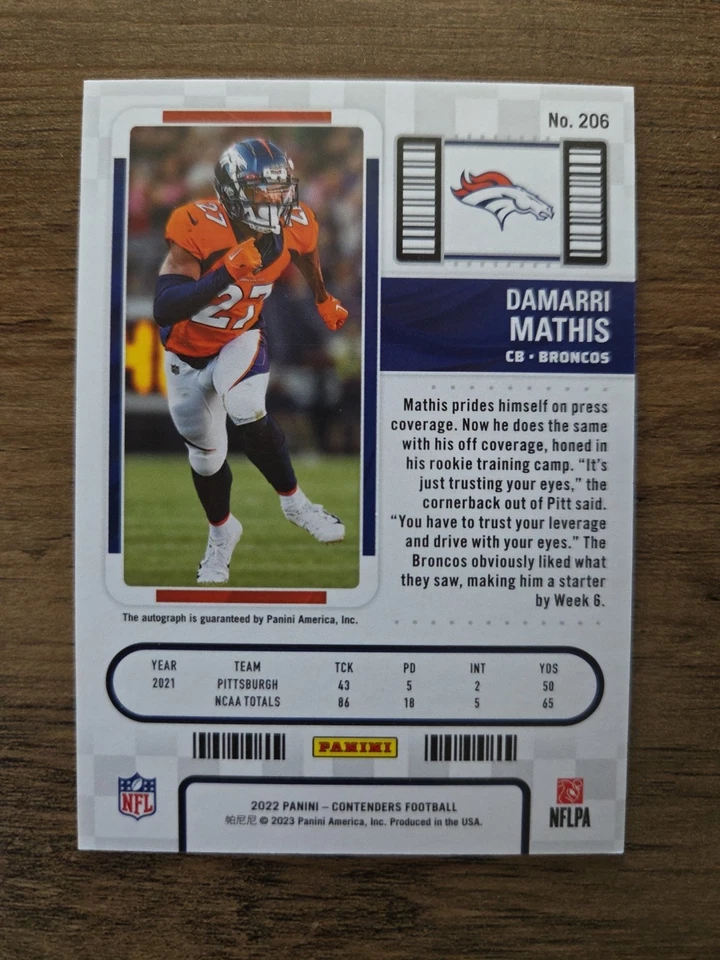 No. 206
27
27
27
DAMARRI
MATHIS
CB · BRONCOS
Mathis prides himself on press
coverage. Now he does the same
with his off coverage, honed in
his rookie training camp. “It’s
just trusting your eyes,” the
cornerback out of Pitt said.
“You have to trust your leverage
and drive with your eyes.” The
Broncos obviously liked what
they saw, making him a starter
by Week 6.
The autograph is guaranteed by Panini America, Inc.
YEAR TEAM TCK PD INT YDS
2021 PITTSBURGH 43 5 2 50
NCAA TOTALS 86 18 5 65
PANINI
NFL
2022 PANINI – CONTENDERS FOOTBALL
帕尼尼 © 2023 Panini America, Inc. Produced in the USA.
NFLPA